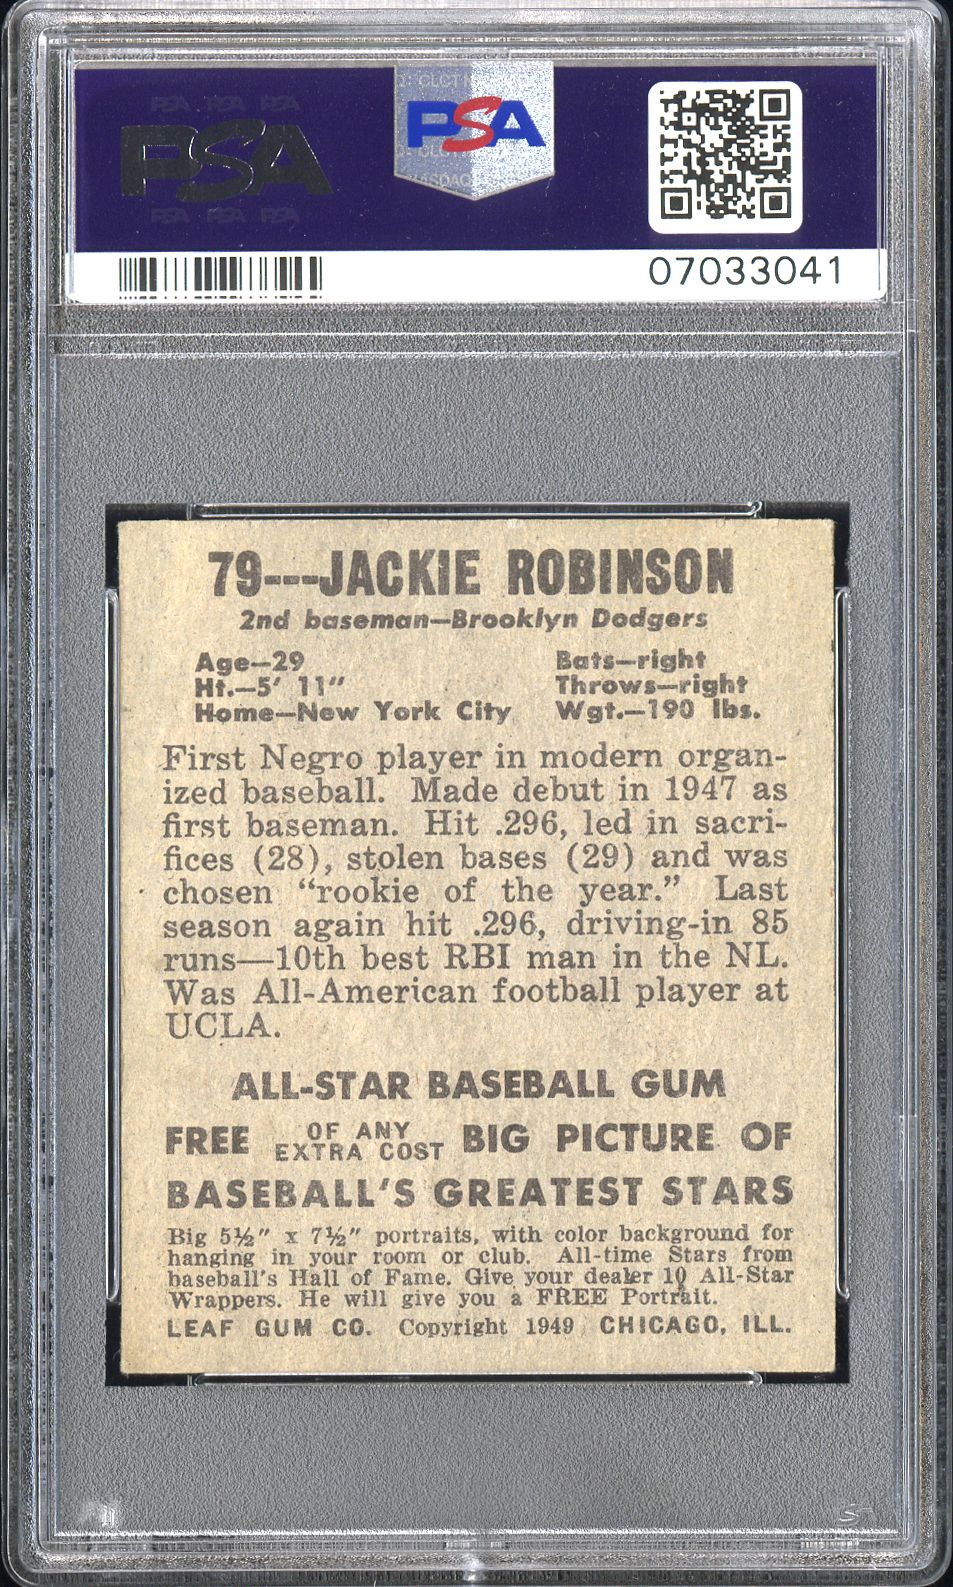 PSA PSA PSA
PSA
PSA PSA PSA
PSA
07033041
79---JACKIE ROBINSON
2nd baseman—Brooklyn Dodgers
Age—29 Bats—right
Ht.—5' 11" Throws—right
Home—New York City Wgt.—190 lbs.
First Negro player in modern organ-
ized baseball. Made debut in 1947 as
first baseman. Hit .296, led in sacri-
fices (28), stolen bases (29) and was
chosen "rookie of the year." Last
season again hit .296, driving-in 85
runs—10th best RBI man in the NL.
Was All-American football player at
UCLA.
ALL-STAR BASEBALL GUM
FREE OF ANY EXTRA COST BIG PICTURE OF
BASEBALL'S GREATEST STARS
Big 5½" x 7½" portraits, with color background for
hanging in your room or club. All-time Stars from
baseball's Hall of Fame. Give your dealer 10 All-Star
Wrappers. He will give you a FREE Portrait.
LEAF GUM CO. Copyright 1949 CHICAGO, ILL.